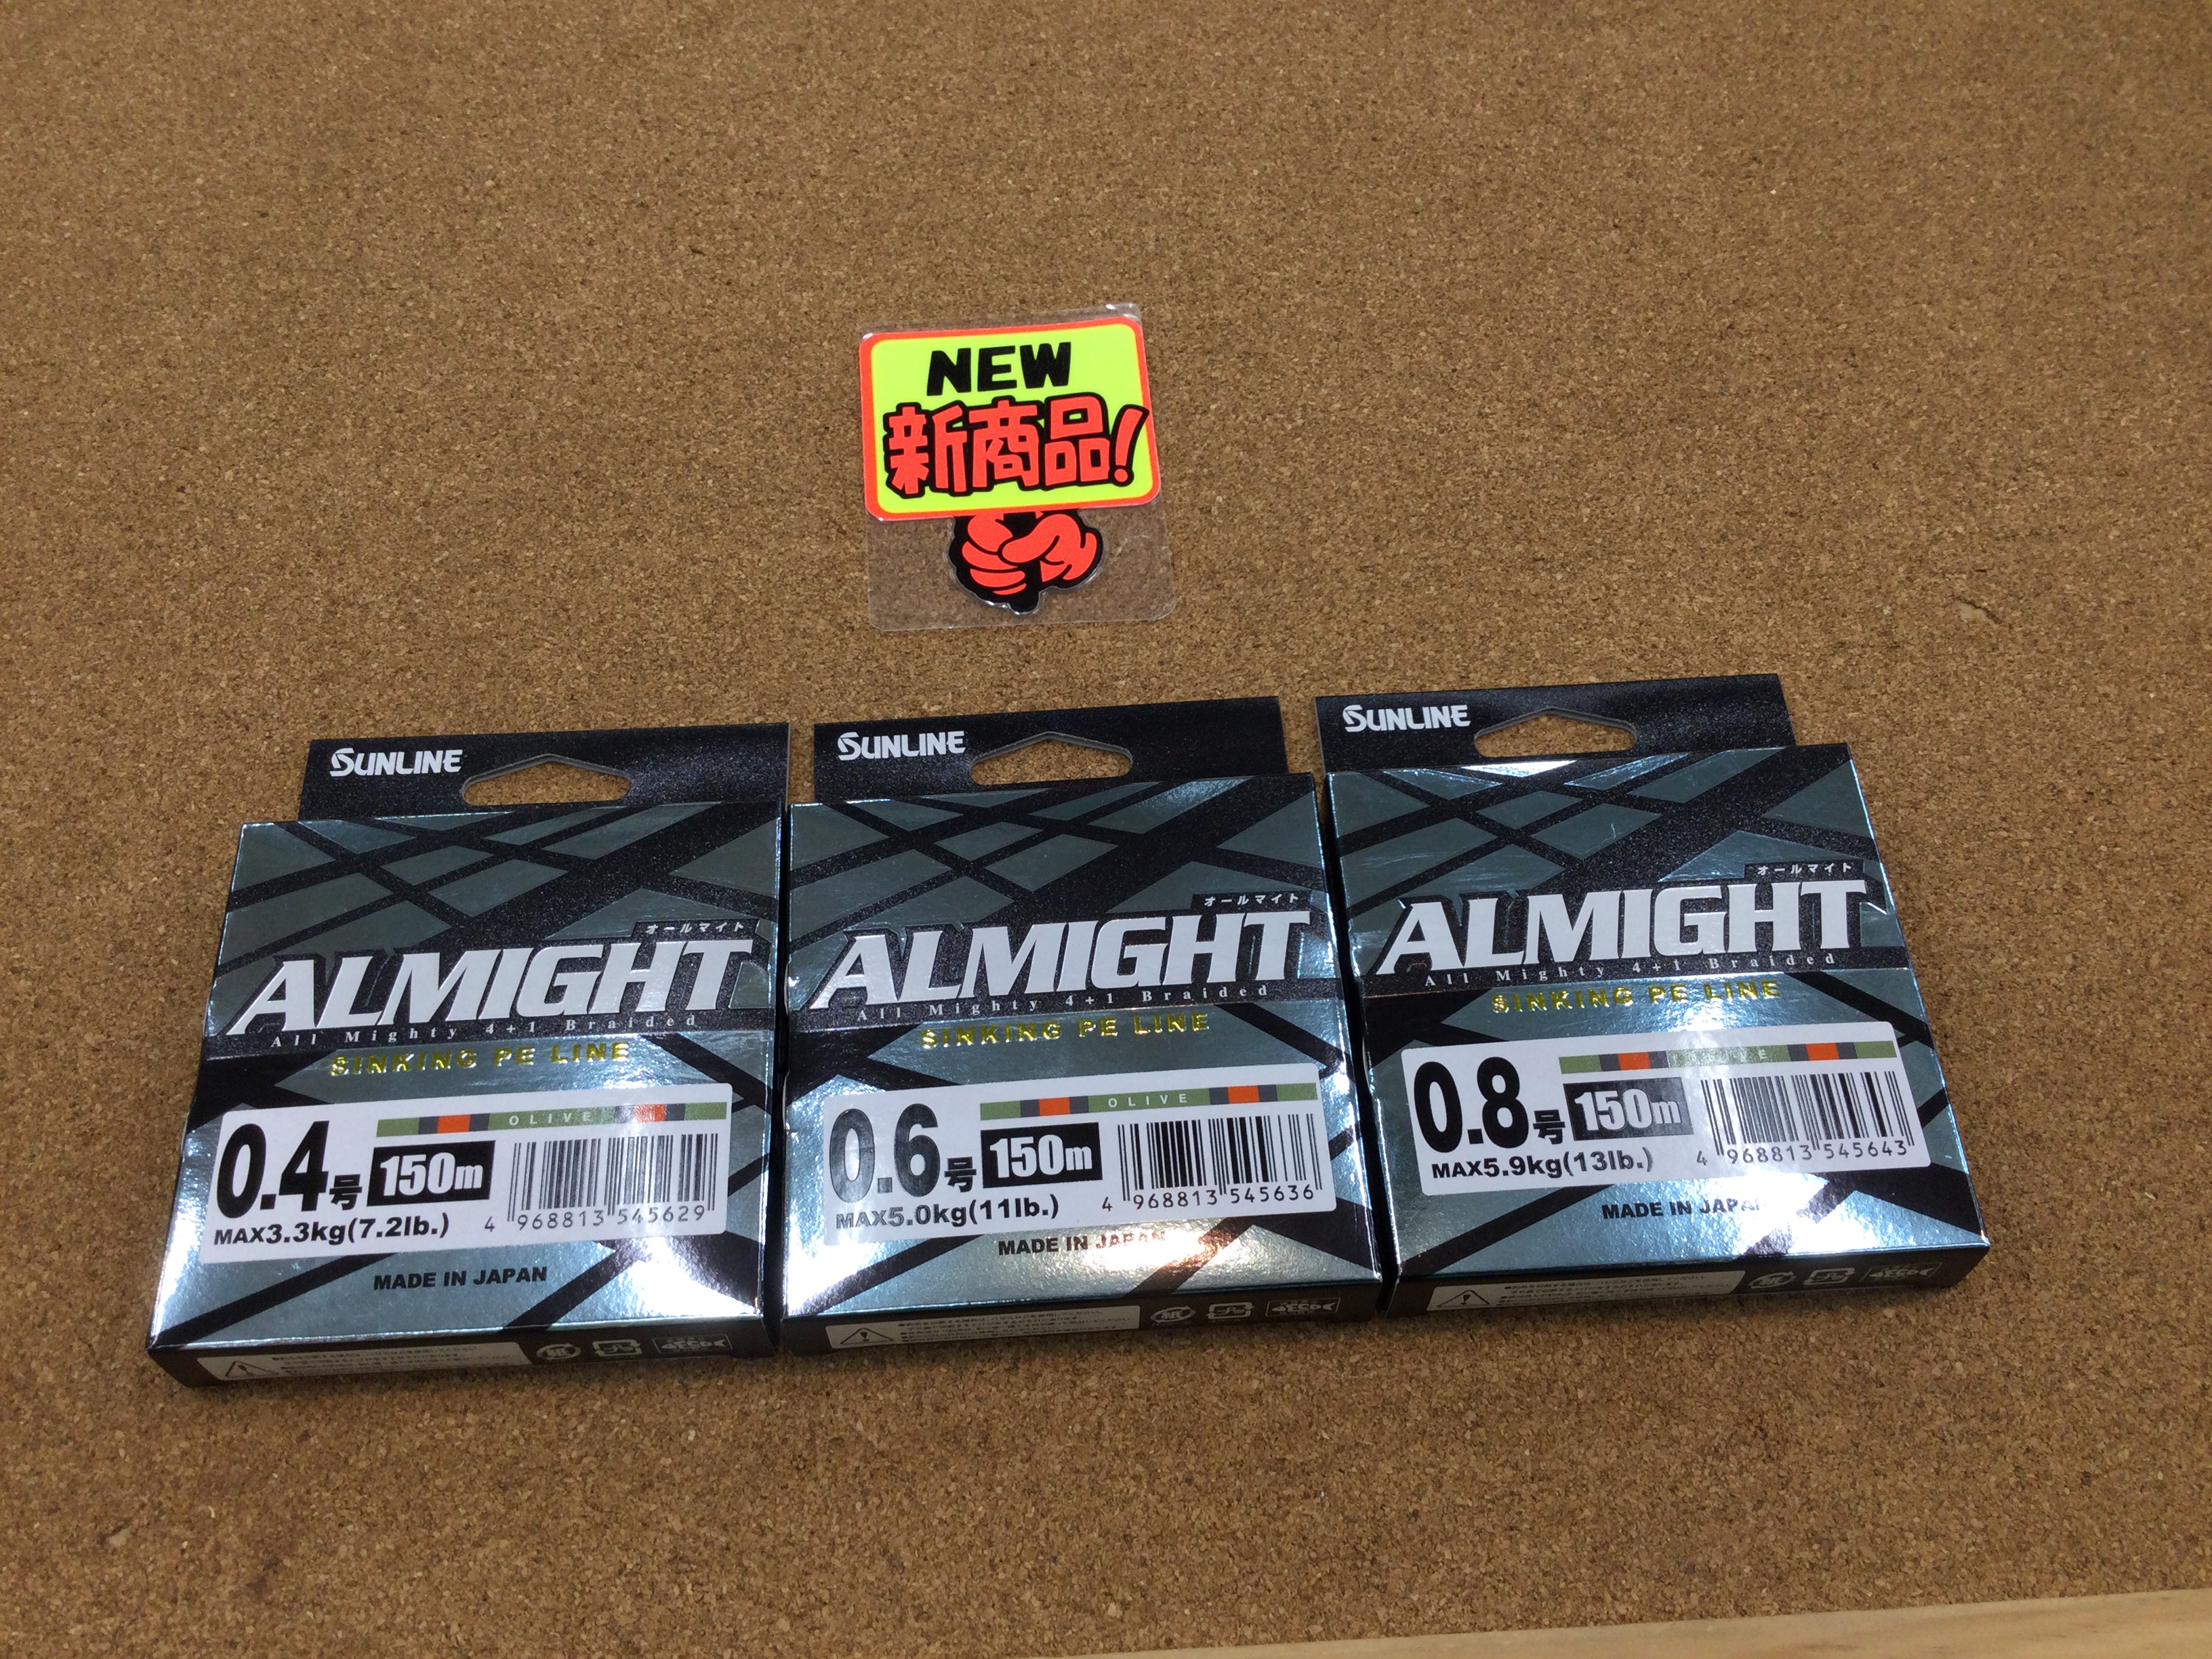 NEW
新商品!
SUNLINE
オールマイト
ALMIGHT
All Mighty 4+1 Braided
SINKING PE LINE
OLIVE
0.4号 150m
MAX3.3kg(7.2lb.)
4 968813 545629
MADE IN JAPAN
SUNLINE
オールマイト
ALMIGHT
All Mighty 4+1 Braided
SINKING PE LINE
OLIVE
0.6号 150m
MAX5.0kg(11lb.)
4 968813 545636
MADE IN JAPAN
SUNLINE
オールマイト
ALMIGHT
All Mighty 4+1 Braided
SINKING PE LINE
OLIVE
0.8号 150m
MAX5.9kg(13lb.)
4 968813 545643
MADE IN JAPAN